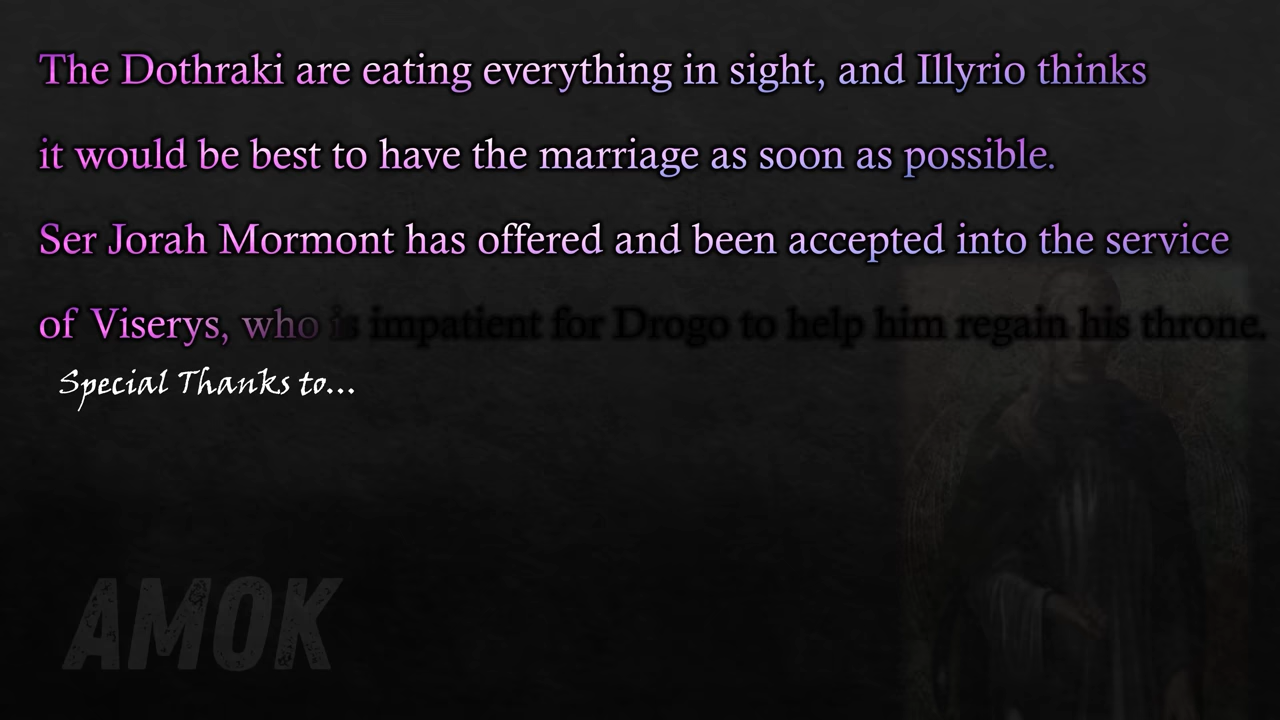 The Dothraki are eating everything in sight, and Illyrio thinks
it would be best to have the marriage as soon as possible.
Ser Jorah Mormont has offered and been accepted into the service
of Viserys, who is impatient for Drogo to help him regain his throne.
Special Thanks to...
AMOK